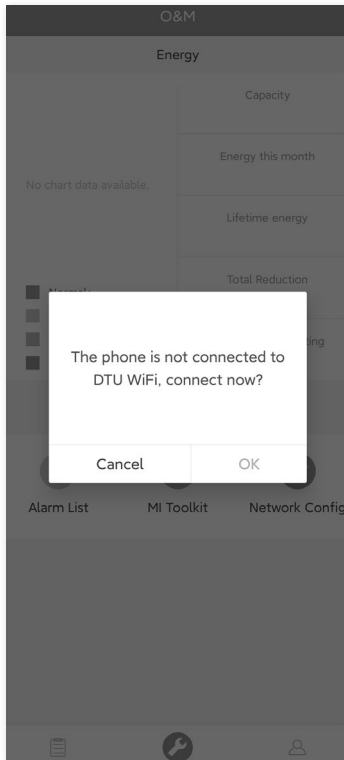 O&M
Energy
Capacity
Energy this month
No chart data available.
Lifetime energy
Total Reduction
The phone is not connected to
DTU WiFi, connect now?
Cancel
OK
Alarm List
MI Toolkit
Network Config